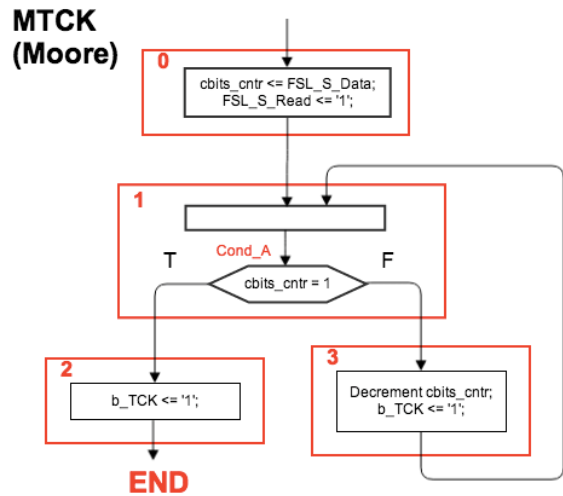 MTCK
(Moore)
0
cbits_cntr <= FSL_S_Data;
FSL_S_Read <= '1';
1
Cond_A
T
F
cbits_cntr = 1
2
b_TCK <= '1';
END
3
Decrement cbits_cntr;
b_TCK <= '1';